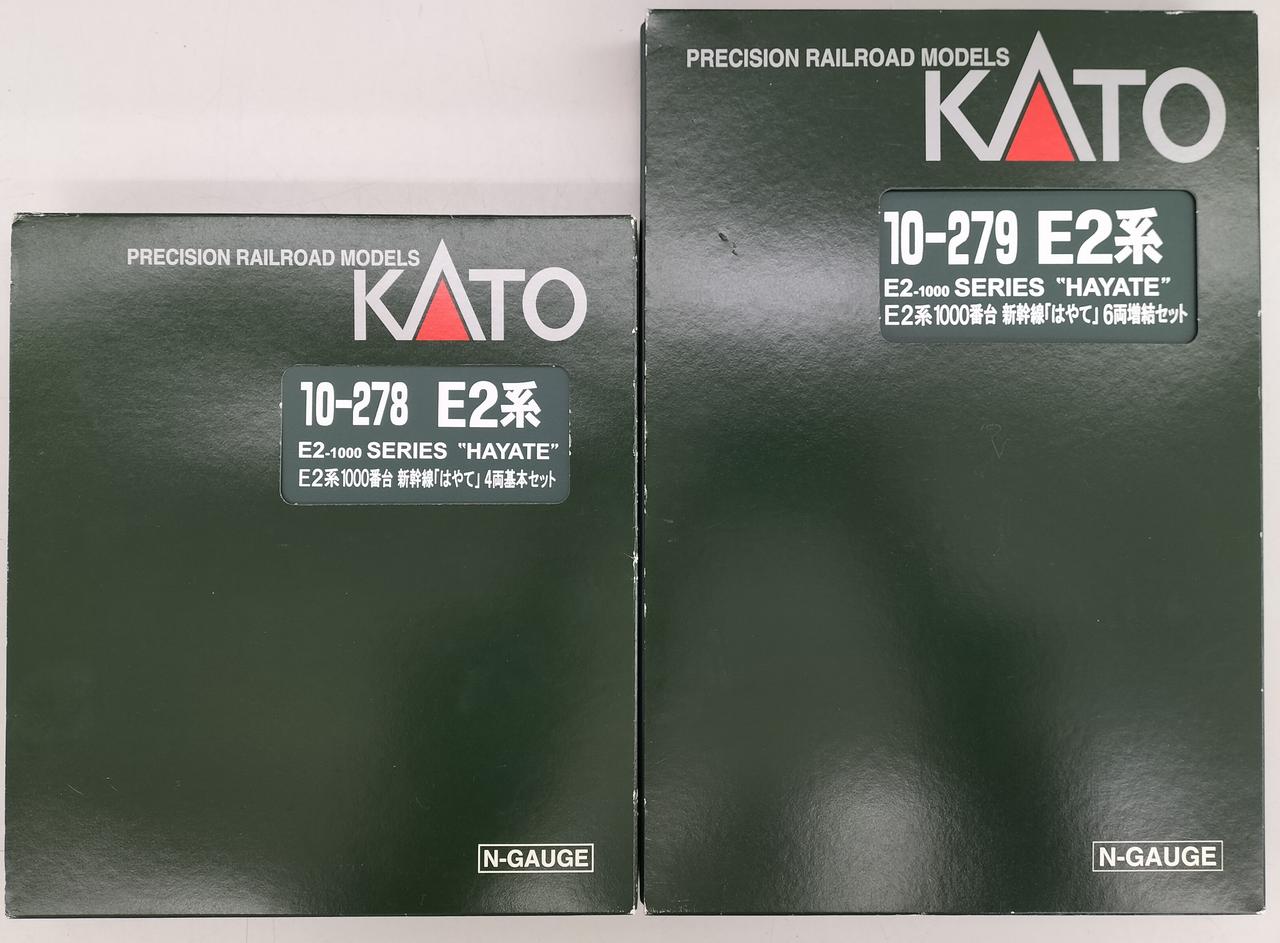 PRECISION RAILROAD MODELS
KATO
10-278 E2系
E2-1000 SERIES "HAYATE"
E2系1000番台 新幹線「はやて」 4両基本セット
N-GAUGE
PRECISION RAILROAD MODELS
KATO
10-279 E2系
E2-1000 SERIES "HAYATE"
E2系1000番台 新幹線「はやて」 6両増結セット
N-GAUGE